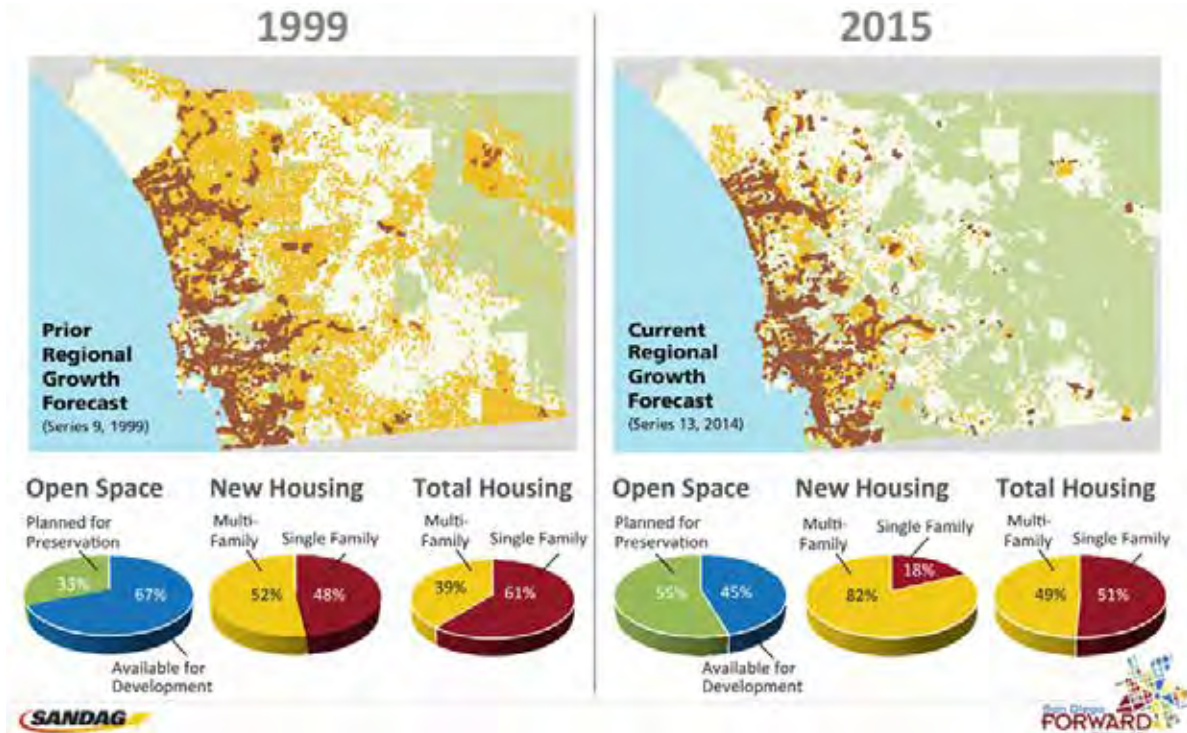 1999
Prior
Regional
Growth
Forecast
(Series 9, 1999)
Open Space
New Housing
Total Housing
Planned for
Preservation
33%
67%
Available for
Development
Multi-
Family
Single Family
52%
48%
Multi-
Family
Single Family
39%
61%
2015
Current
Regional
Growth
Forecast
(Series 13, 2014)
Open Space
New Housing
Total Housing
Planned for
Preservation
55%
45%
Available for
Development
Multi-
Family
Single Family
82%
18%
Multi-
Family
Single Family
49%
51%
SANDAG
San Diego
FORWARD